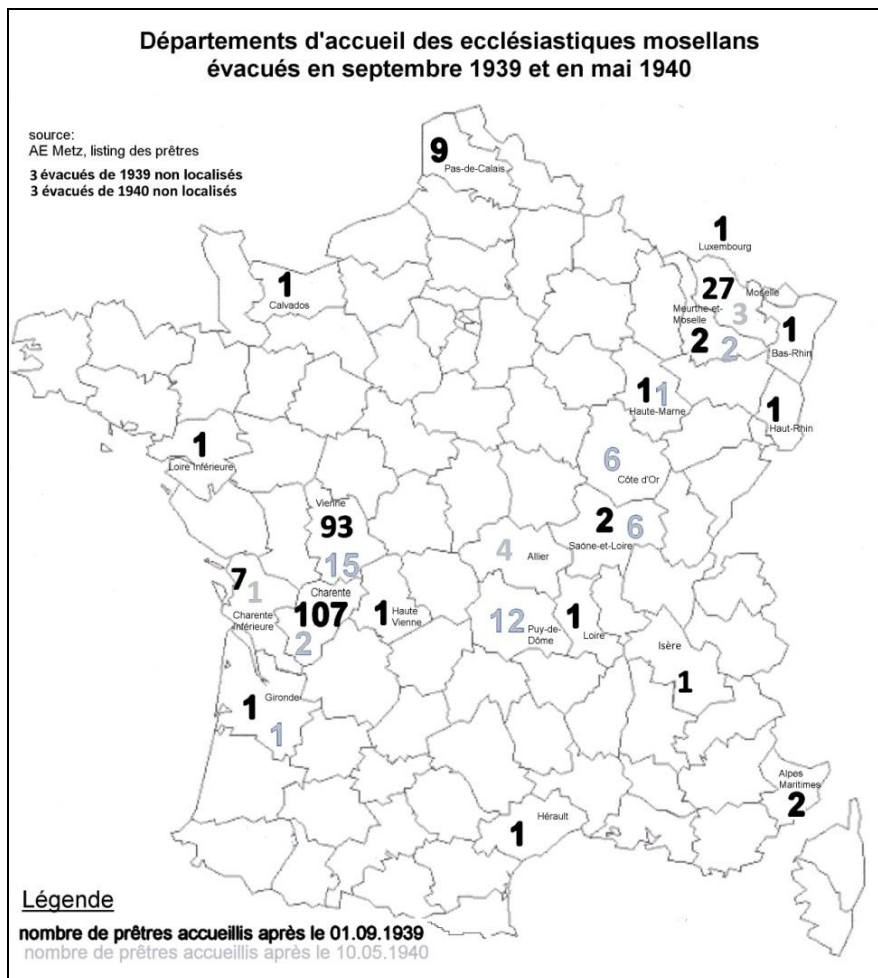 Départements d'accueil des ecclésiastiques mosellans
évacués en septembre 1939 et en mai 1940
source:
AE Metz, listing des prêtres
3 évacués de 1939 non localisés
3 évacués de 1940 non localisés
9
Pas-de-Calais
1
Luxembourg
1
Calvados
27
Moselle
3
Meurthe-et-
Moselle
2
2
1
Bas-Rhin
1
1
Haute-Marne
1
Haut-Rhin
1
Loire Inférieure
6
Côte d'Or
Vienne
93
15
2
6
Saône-et-Loire
4
Allier
7
1
Charente
Inférieure
Charente
107
2
1
Haute
Vienne
12
Puy-de-
Dôme
1
Loire
Isère
1
Gironde
1
1
Alpes
Maritimes
2
Hérault
1
Légende
nombre de prêtres accueillis après le 01.09.1939
nombre de prêtres accueillis après le 10.05.1940